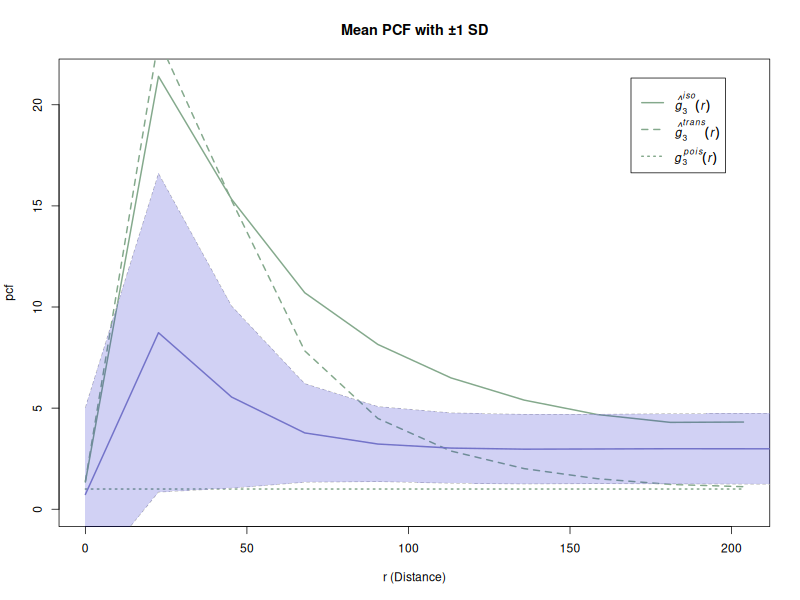 Mean PCF with ±1 SD
20
15
10
5
0
pcf
ĝ₃ⁱˢᵒ(r)
ĝ₃ᵗʳᵃⁿˢ(r)
g₃ᵖᵒⁱˢ(r)
0 50 100 150 200
r (Distance)